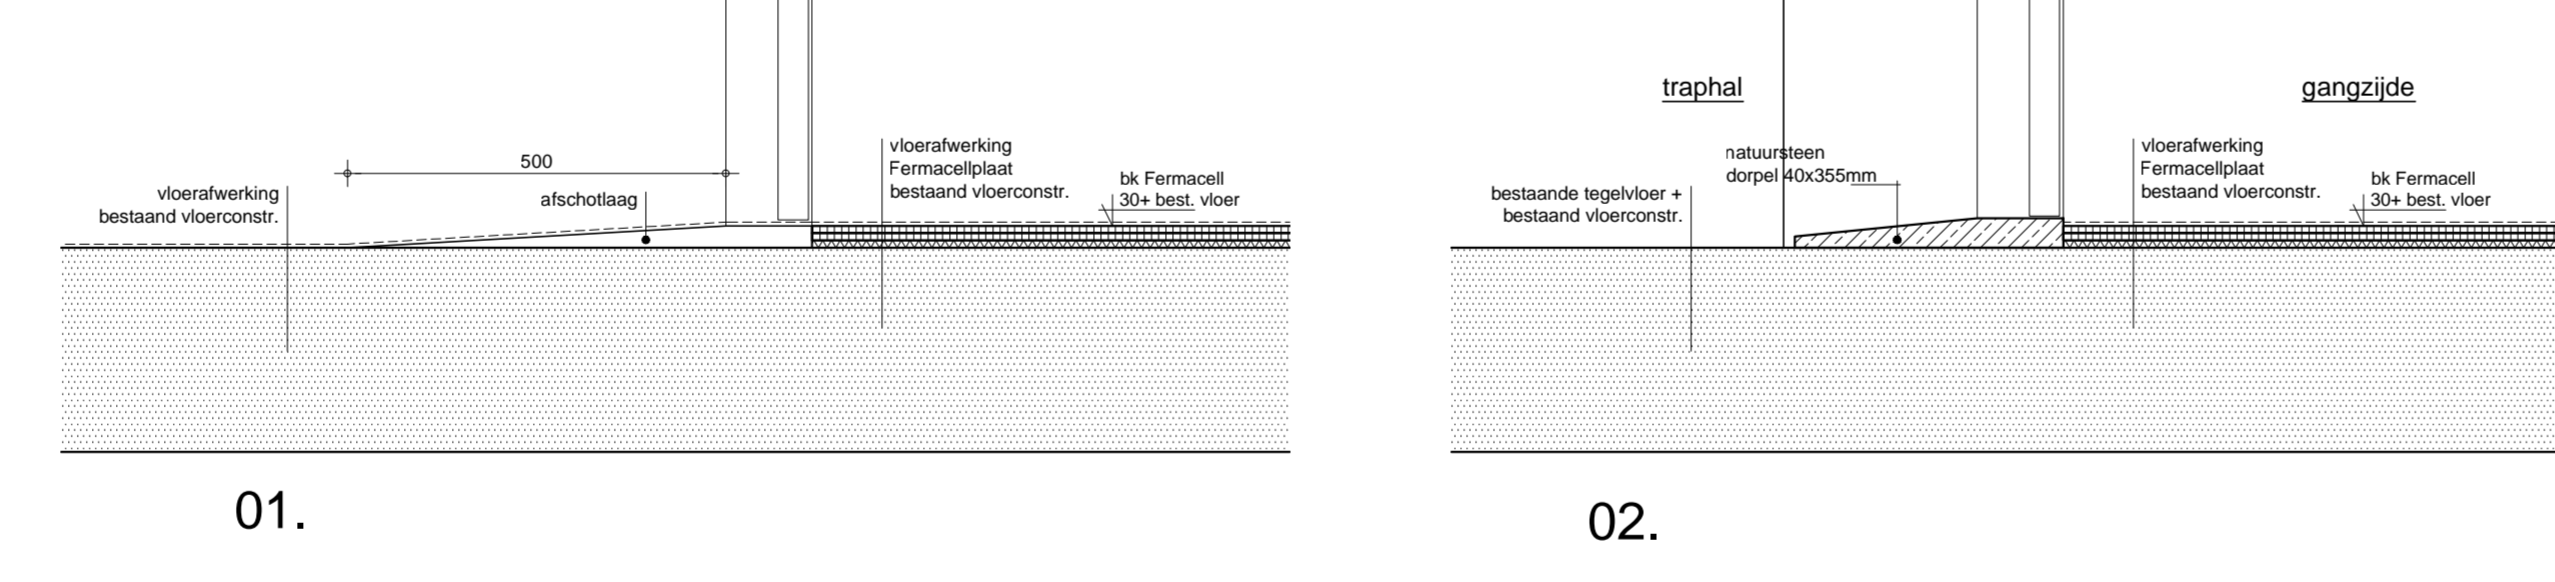 500
vloerafwerking
bestaand vloerconstr.
afschotlaag
vloerafwerking
Fermacellplaat
bestaand vloerconstr.
bk Fermacell
30+ best. vloer
01.
traphal
gangzijde
natuursteen
dorpel 40x355mm
bestaande tegelvloer +
bestaand vloerconstr.
vloerafwerking
Fermacellplaat
bestaand vloerconstr.
bk Fermacell
30+ best. vloer
02.